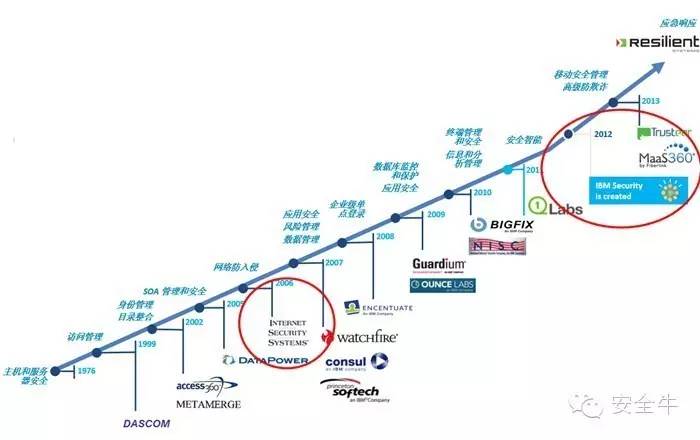 应急响应
RESILIENT
SYSTEMS
移动安全管理
高级防欺诈
2013
Trusteer
MaaS360
by Fiberlink
IBM Security
is created
2012
安全智能
2011
Q1 Labs
终端管理
和安全
信息和分
析管理
2010
BIGFIX
an IBM Company
NISC
数据库监控
和保护
应用安全
2009
Guardium
OUNCE LABS
企业级单
点登录
2008
ENCENTUATE
an IBM Company
应用安全
风险管理
数据管理
2007
WATCHFIRE
consul
an IBM company
princeton
softech
an IBM Company
网络防入侵
2006
INTERNET
SECURITY
SYSTEMS
SOA 管理和安全
2005
DATAPOWER
身份管理
目录整合
2002
access360
METAMERGE
访问管理
1999
DASCOM
主机和服务
器安全
1976
安全牛